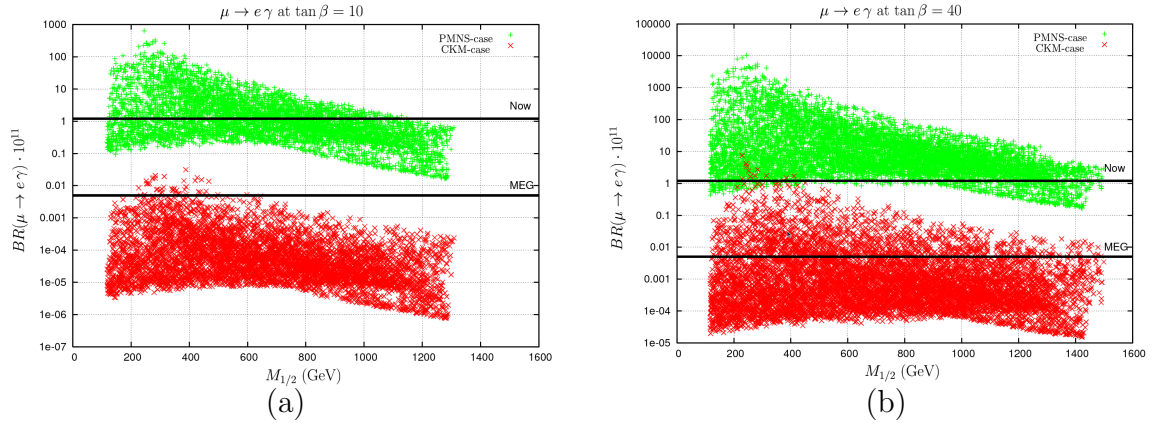 μ → e γ at tan β = 10
BR(μ → e γ) · 10^11
1000
100
10
1
0.1
0.01
0.001
1e-04
1e-05
1e-06
1e-07
PMNS-case
CKM-case
Now
MEG
0 200 400 600 800 1000 1200 1400 1600
M_{1/2} (GeV)
(a)
μ → e γ at tan β = 40
BR(μ → e γ) · 10^11
100000
10000
1000
100
10
1
0.1
0.01
0.001
1e-04
1e-05
PMNS-case
CKM-case
Now
MEG
0 200 400 600 800 1000 1200 1400 1600
M_{1/2} (GeV)
(b)